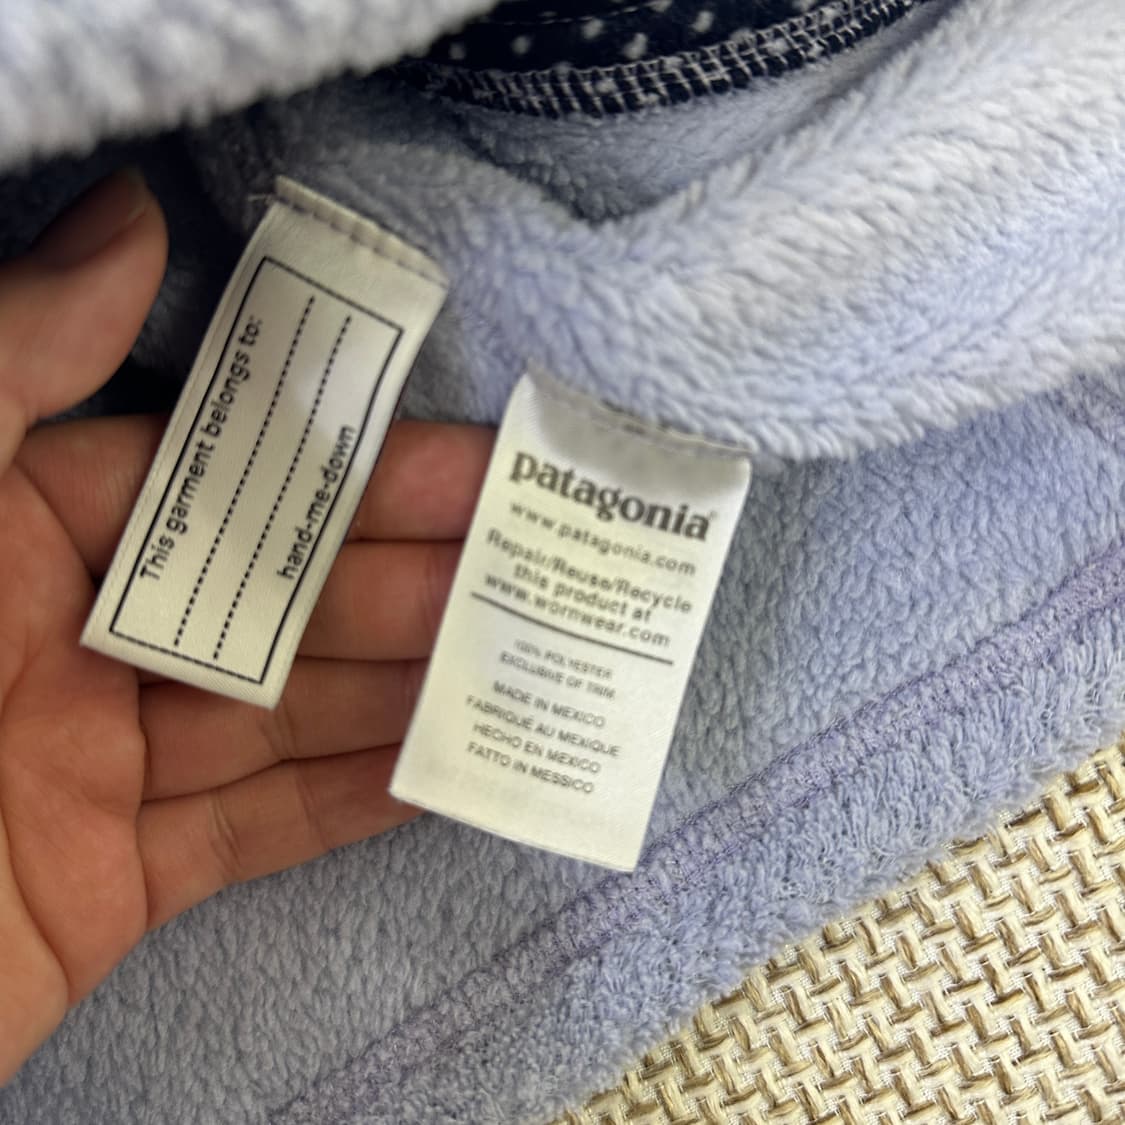 This garment belongs to:
hand-me-down
patagonia®
www.patagonia.com
Repair/Reuse/Recycle
this product at
www.wornwear.com
100% POLYESTER
EXCLUSIVE OF TRIM
MADE IN MEXICO
FABRIQUÉ AU MEXIQUE
HECHO EN MEXICO
FATTO IN MESSICO